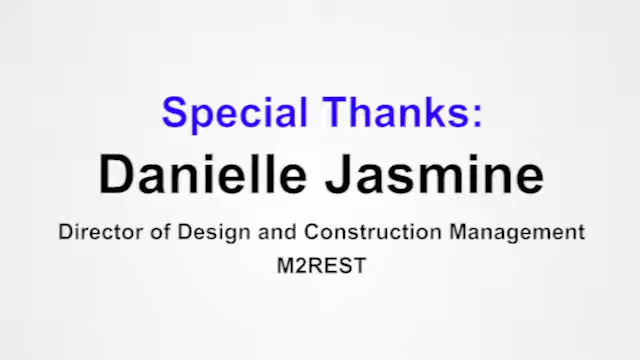 Special Thanks:
Danielle Jasmine
Director of Design and Construction Management
M2REST